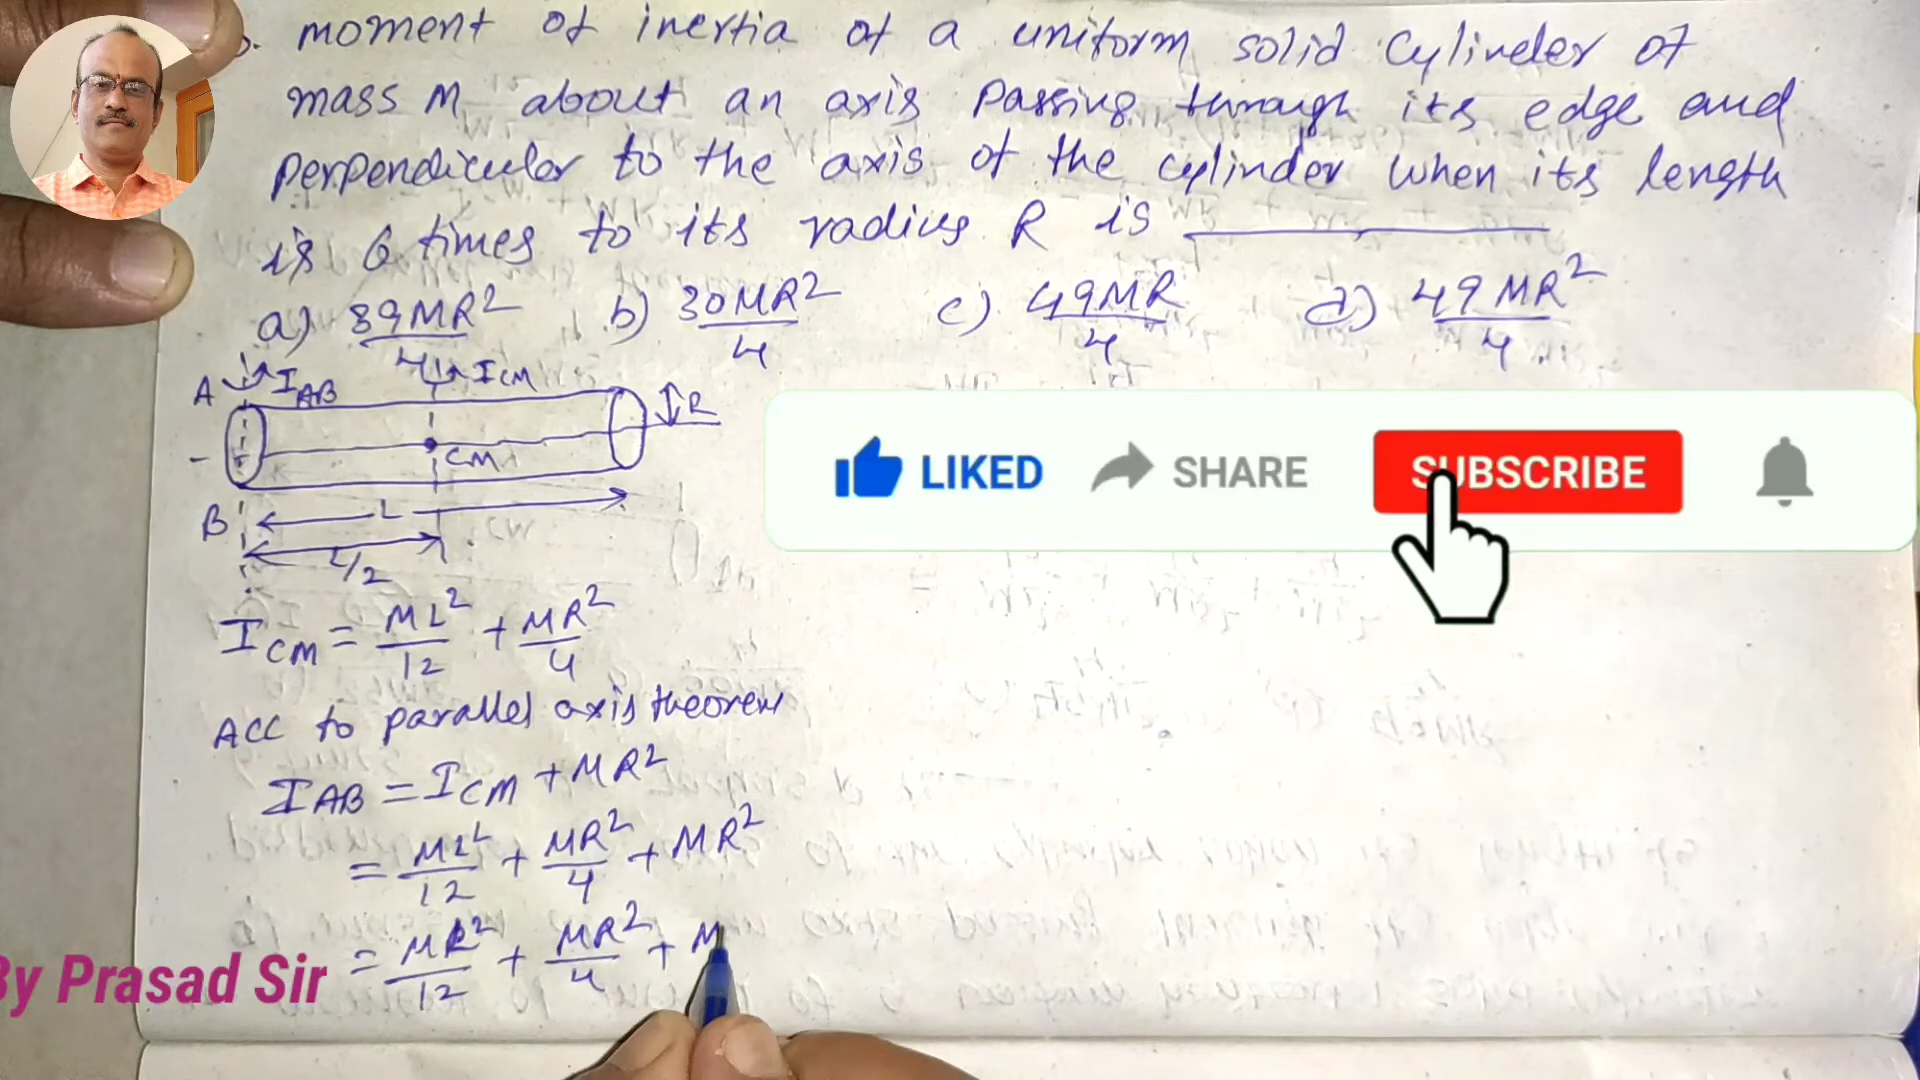 moment of inertia of a uniform solid Cylinder of
mass M about an axis passing through its edge and
perpendicular to the axis of the cylinder when its length
is 6 times to its radius R is
a) 39MR²/4 b) 30MR²/4 c) 49MR/4 d) 49MR²/4
A I_AB I_CM
R
CM
B L
L/2
I_CM = ML²/12 + MR²/4
ACC to parallel axis theorem
I_AB = I_CM + MR²
= ML²/12 + MR²/4 + MR²
= ML²/12 + MR²/4 + M
LIKED SHARE SUBSCRIBE
By Prasad Sir